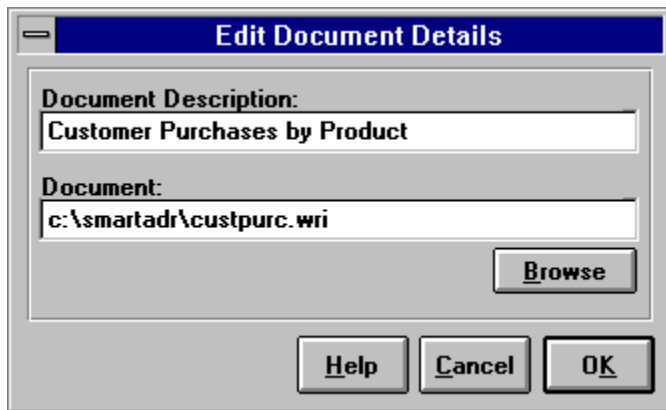 Edit Document Details
Document Description:
Customer Purchases by Product
Document:
c:\smartadr\custpurc.wri
Browse
Help Cancel OK